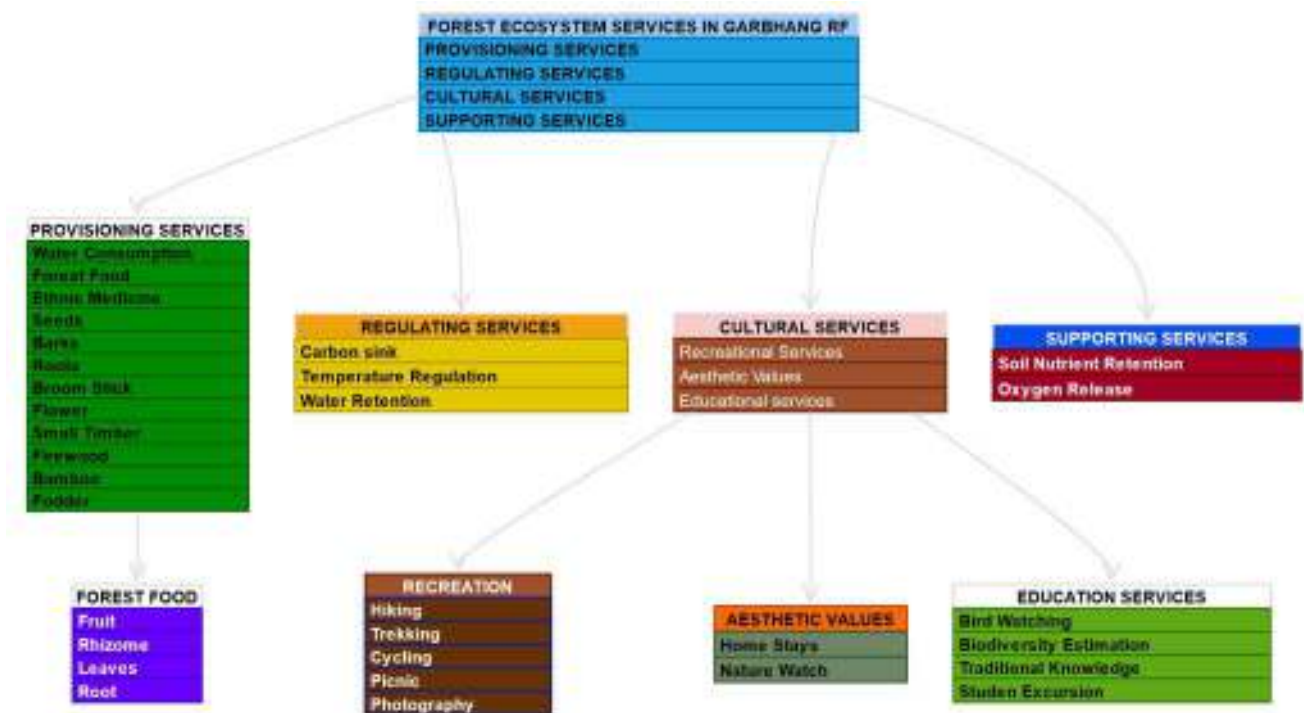 FOREST ECOSYSTEM SERVICES IN GARBHANG RF
PROVISIONING SERVICES
REGULATING SERVICES
CULTURAL SERVICES
SUPPORTING SERVICES
PROVISIONING SERVICES
Water Consumption
Forest Food
Ethnic Medicine
Seeds
Barks
Roots
Broom Stick
Flower
Small Timber
Firewood
Bamboo
Fodder
REGULATING SERVICES
Carbon sink
Temperature Regulation
Water Retention
CULTURAL SERVICES
Recreational Services
Aesthetic Values
Educational services
SUPPORTING SERVICES
Soil Nutrient Retention
Oxygen Release
FOREST FOOD
Fruit
Rhizome
Leaves
Root
RECREATION
Hiking
Trekking
Cycling
Picnic
Photography
AESTHETIC VALUES
Home Stays
Nature Watch
EDUCATION SERVICES
Bird Watching
Biodiversity Estimation
Traditional Knowledge
Studen Excursion